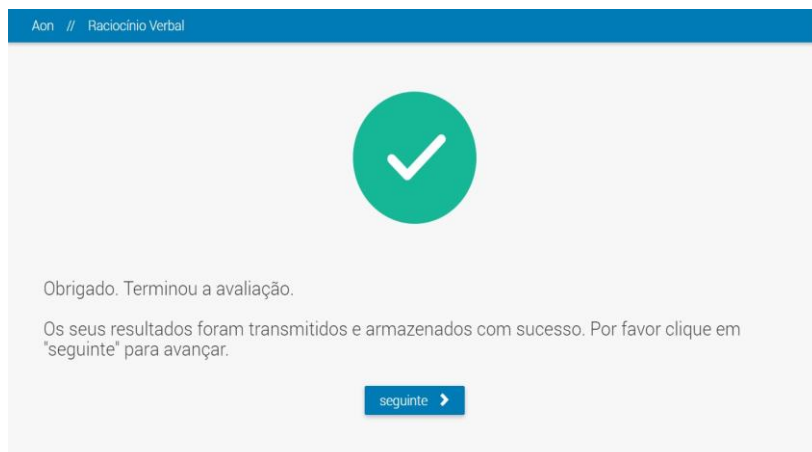 Aon // Raciocínio Verbal
Obrigado. Terminou a avaliação.
Os seus resultados foram transmitidos e armazenados com sucesso. Por favor clique em
"seguinte" para avançar.
seguinte